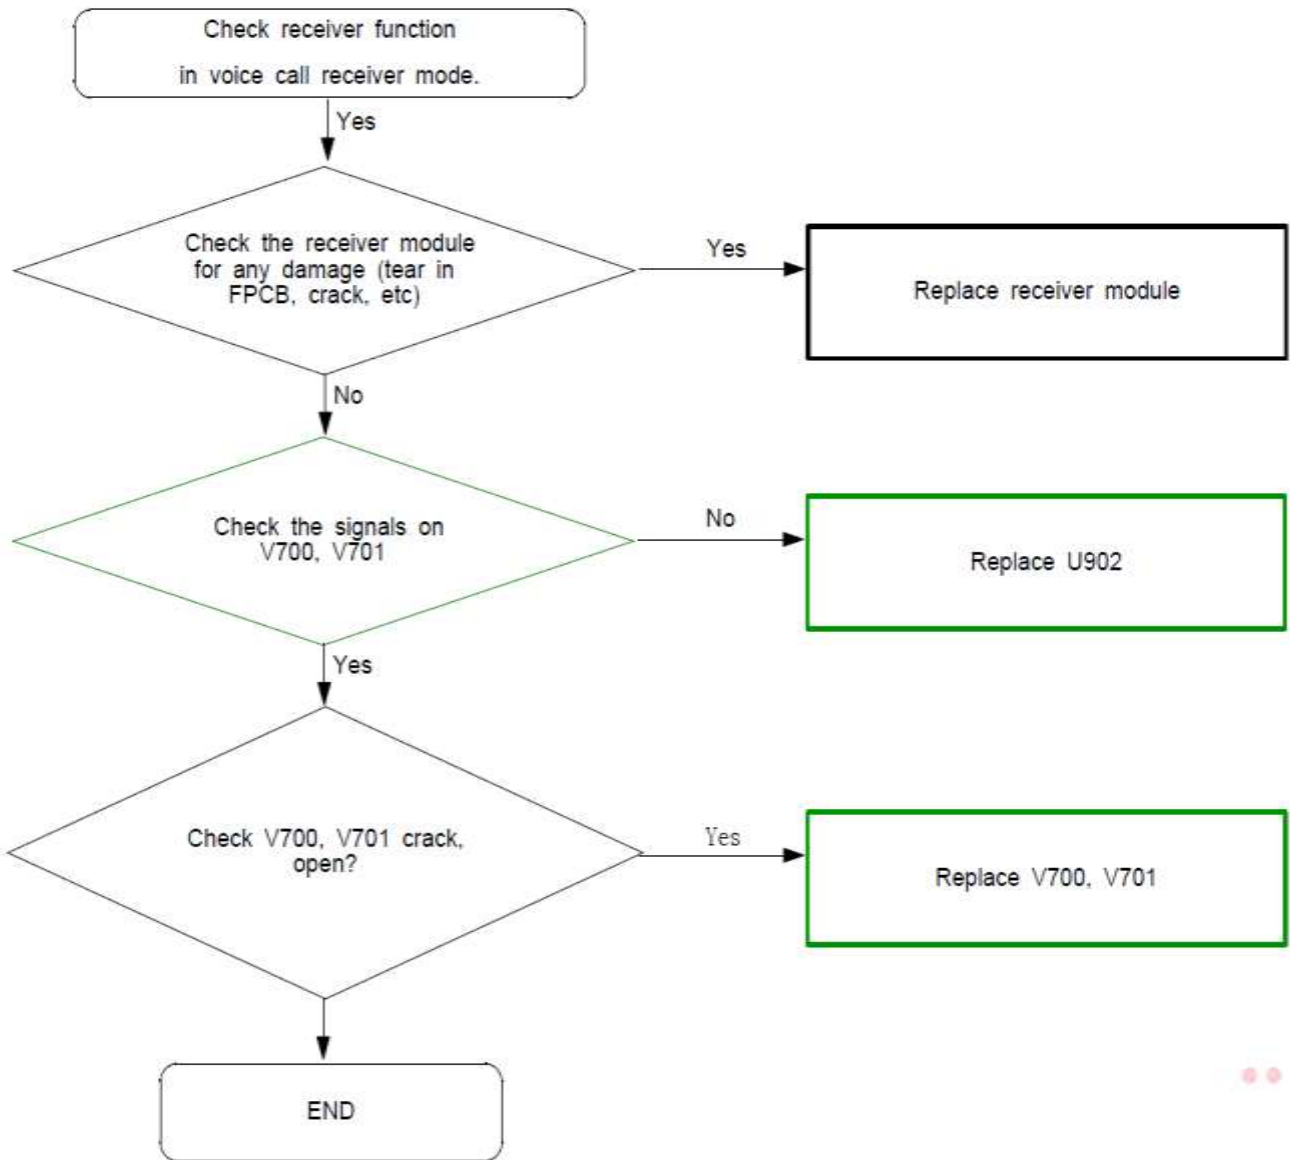 Check receiver function
in voice call receiver mode.
Yes
Check the receiver module
for any damage (tear in
FPCB, crack, etc)
Yes
Replace receiver module
No
Check the signals on
V700, V701
No
Replace U902
Yes
Check V700, V701 crack,
open?
Yes
Replace V700, V701
END